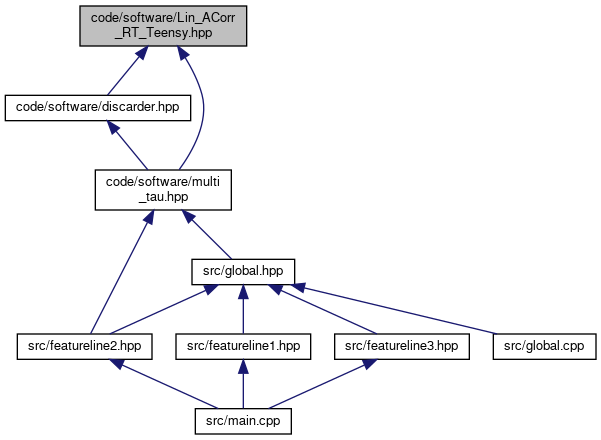 code/software/Lin_ACorr
_RT_Teensy.hpp
code/software/discarder.hpp
code/software/multi
_tau.hpp
src/global.hpp
src/featureline2.hpp
src/featureline1.hpp
src/featureline3.hpp
src/global.cpp
src/main.cpp